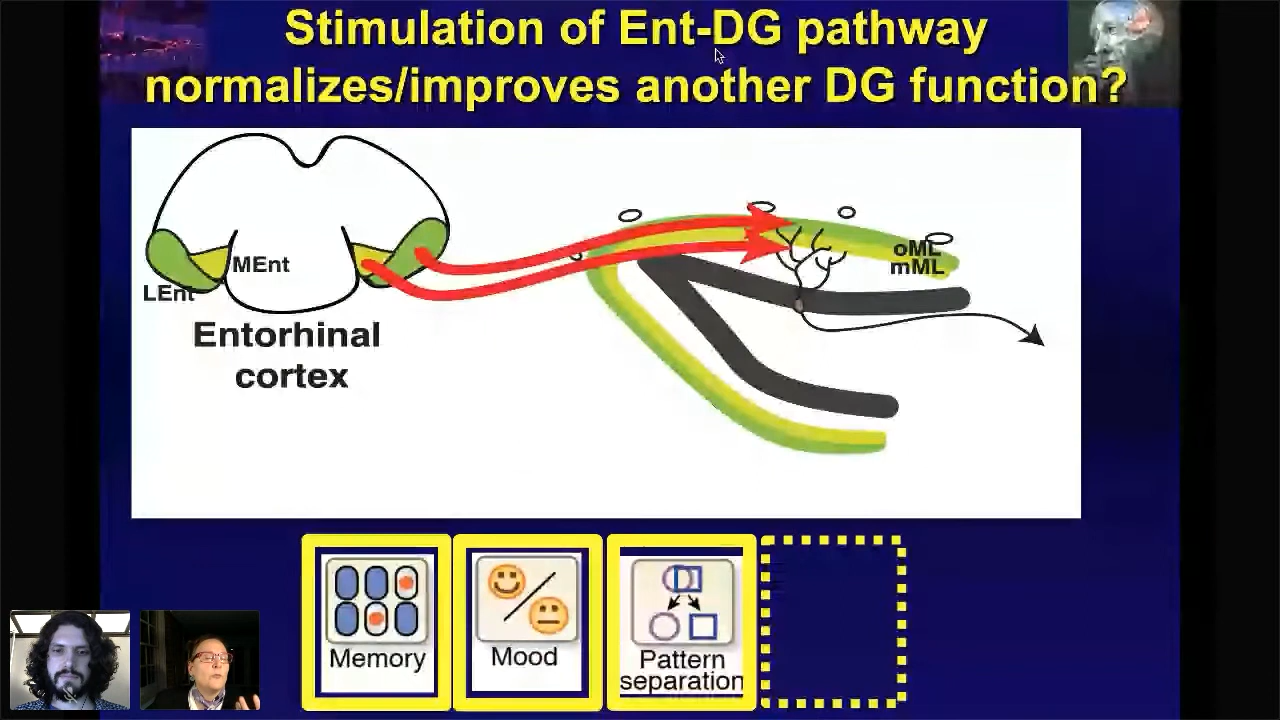 Stimulation of Ent-DG pathway
normalizes/improves another DG function?
oML
mML
MEnt
LEnt
Entorhinal
cortex
Memory
Mood
Pattern
separation